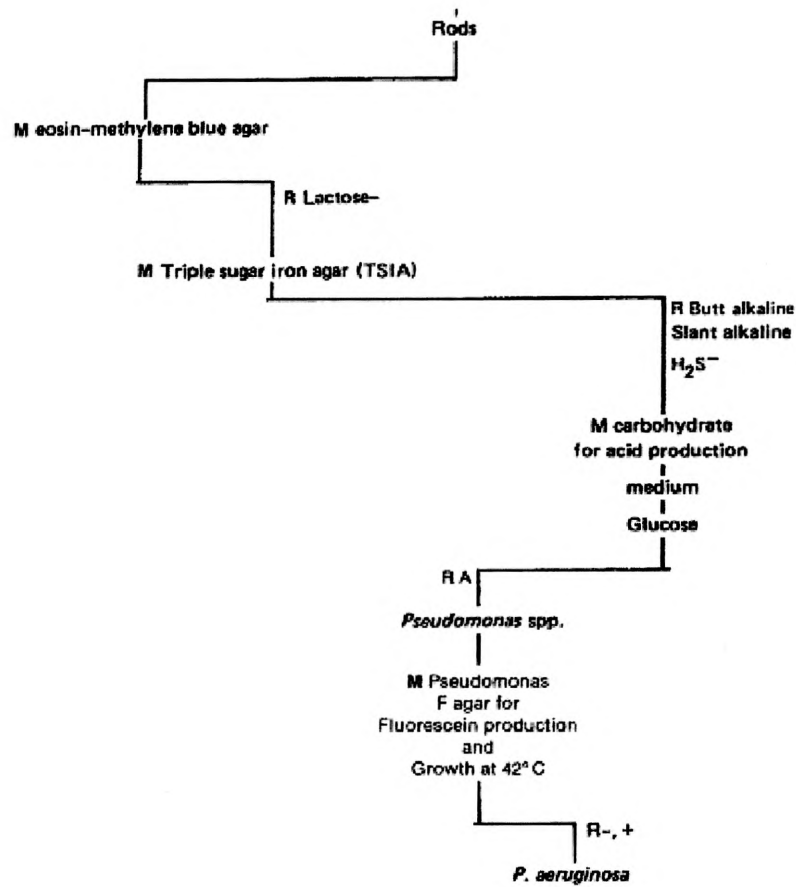 Rods
M eosin-methylene blue agar
R Lactose-
M Triple sugar iron agar (TSIA)
R Butt alkaline
Slant alkaline
H₂S⁻
M carbohydrate
for acid production
medium
Glucose
R A
Pseudomonas spp.
M Pseudomonas
F agar for
Fluorescein production
and
Growth at 42° C
R-, +
P. aeruginosa